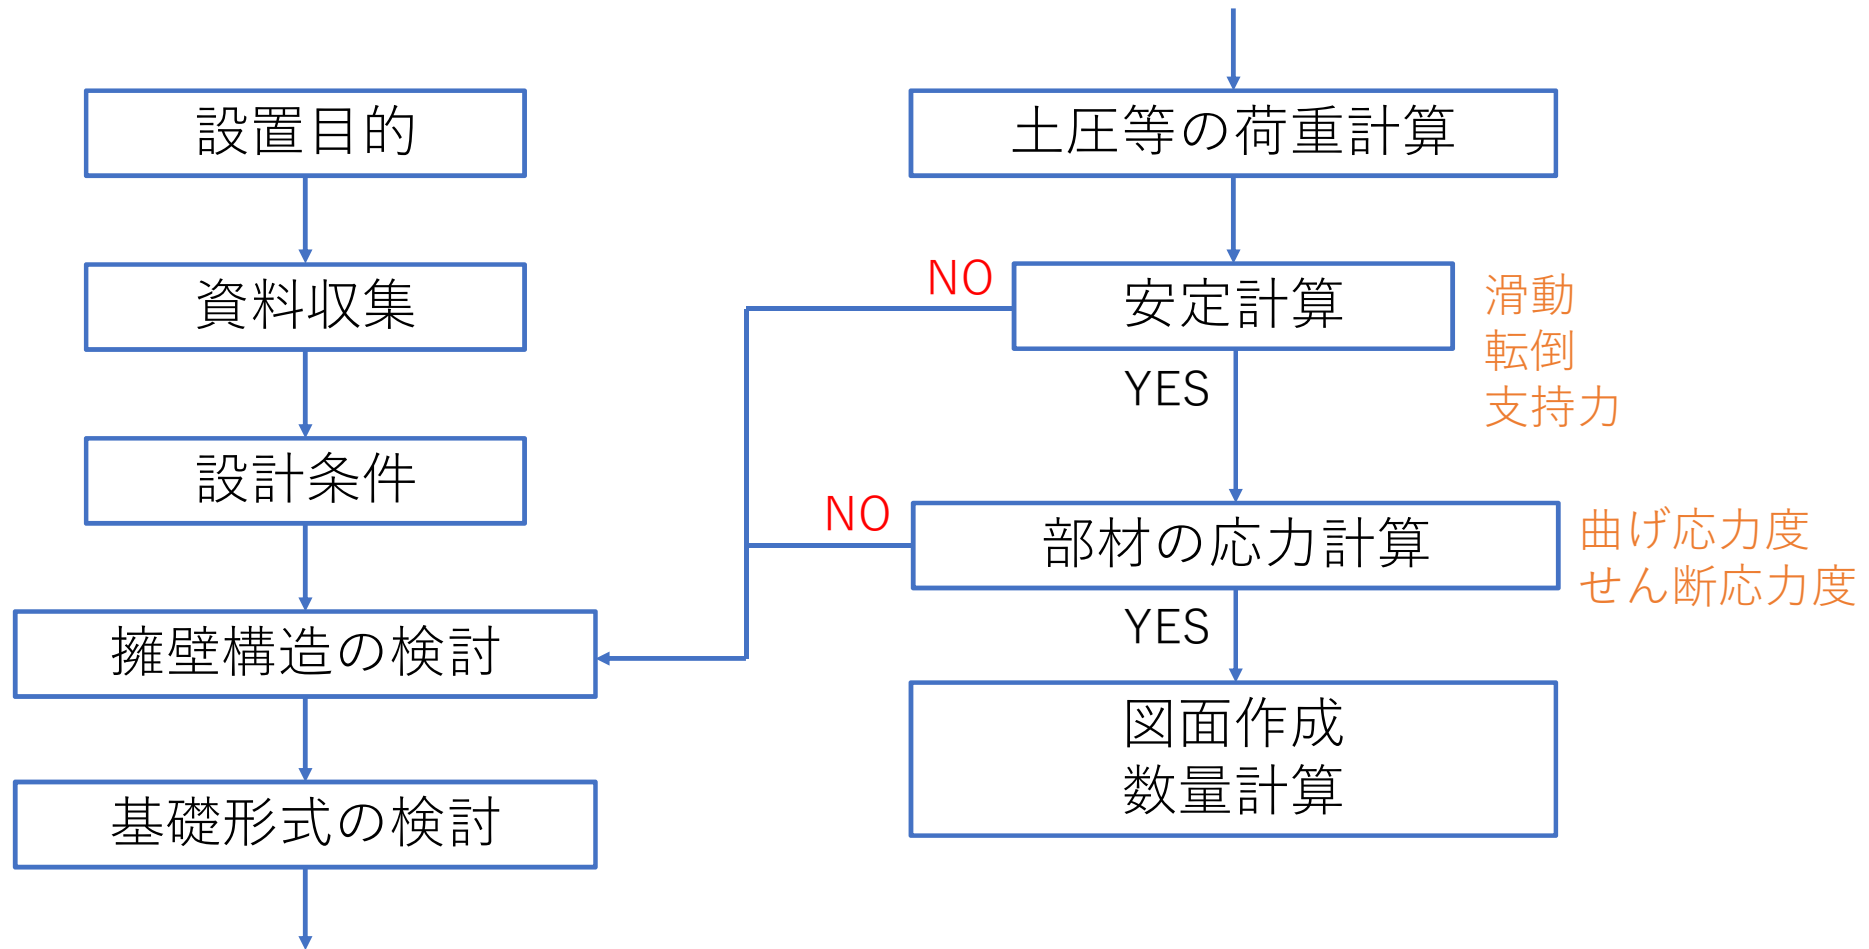 設置目的
資料収集
設計条件
擁壁構造の検討
基礎形式の検討
土圧等の荷重計算
NO
安定計算
滑動
転倒
支持力
YES
NO
部材の応力計算
曲げ応力度
せん断応力度
YES
図面作成
数量計算